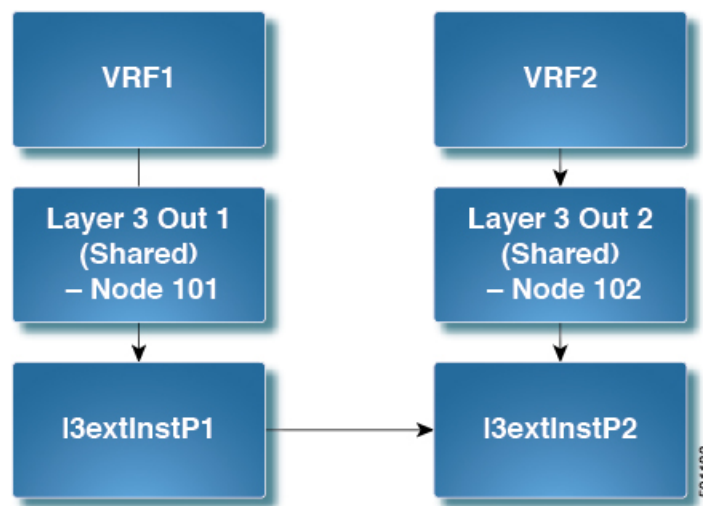 VRF1
VRF2
Layer 3 Out 1
(Shared)
– Node 101
Layer 3 Out 2
(Shared)
– Node 102
l3extInstP1
l3extInstP2